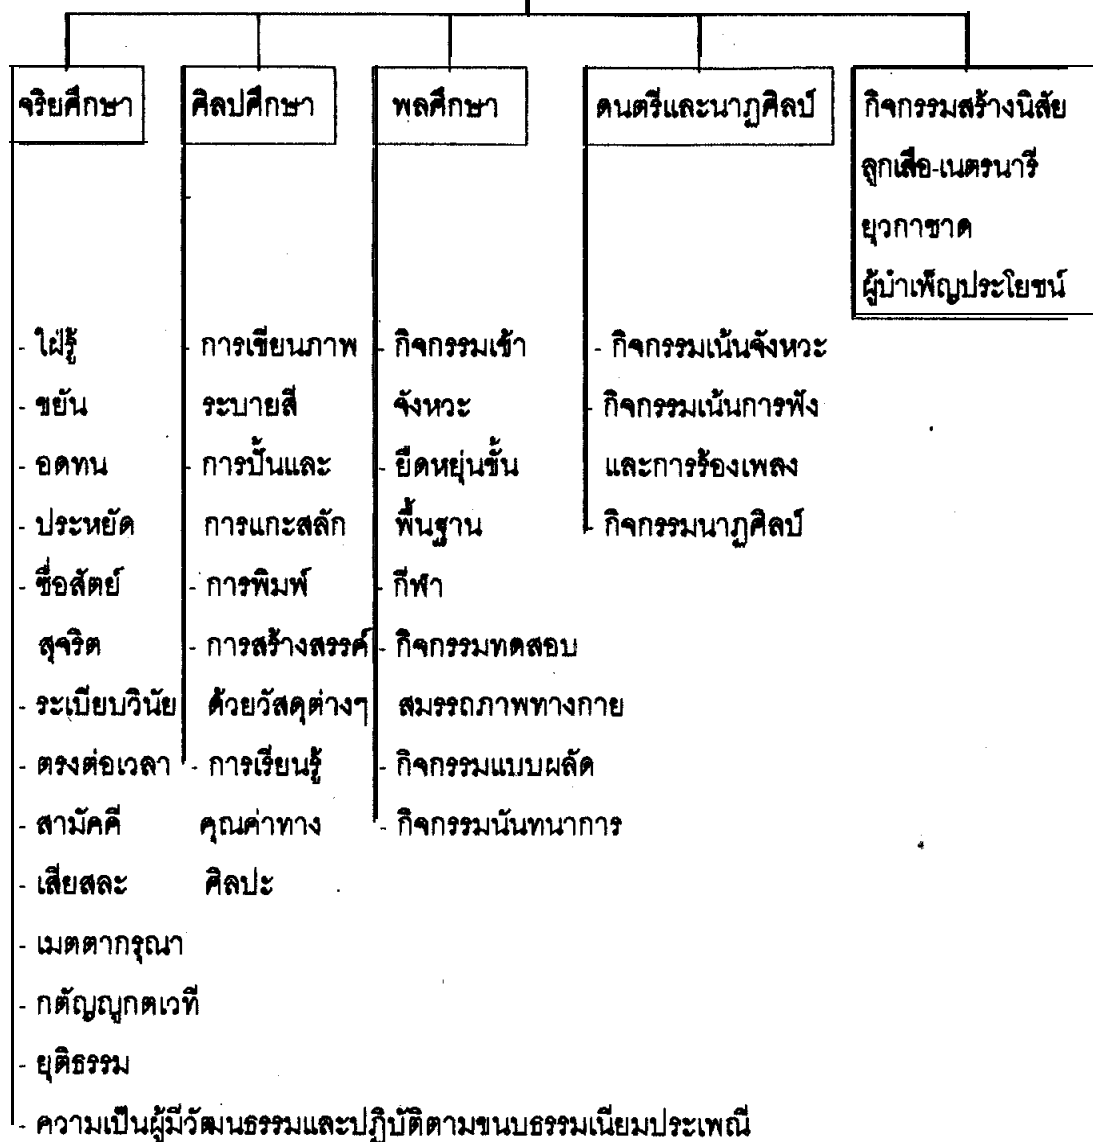 จริยศึกษา
- ใฝ่รู้
- ขยัน
- อดทน
- ประหยัด
- ซื่อสัตย์
สุจริต
- ระเบียบวินัย
- ตรงต่อเวลา
- สามัคคี
- เสียสละ
- เมตตากรุณา
- กตัญญูกตเวที
- ยุติธรรม
- ความเป็นผู้มีวัฒนธรรมและปฏิบัติตามขนบธรรมเนียมประเพณี
ศิลปศึกษา
- การเขียนภาพ
ระบายสี
- การปั้นและ
การแกะสลัก
- การพิมพ์
- การสร้างสรรค์
ด้วยวัสดุต่างๆ
- การเรียนรู้
คุณค่าทาง
ศิลปะ
พลศึกษา
- กิจกรรมเข้า
จังหวะ
- ยืดหยุ่นขั้น
พื้นฐาน
- กีฬา
- กิจกรรมทดสอบ
สมรรถภาพทางกาย
- กิจกรรมแบบผลัด
- กิจกรรมนันทนาการ
ดนตรีและนาฏศิลป์
- กิจกรรมเน้นจังหวะ
- กิจกรรมเน้นการฟัง
และการร้องเพลง
- กิจกรรมนาฏศิลป์
กิจกรรมสร้างนิสัย
ลูกเสือ-เนตรนารี
ยุวกาชาด
ผู้บำเพ็ญประโยชน์